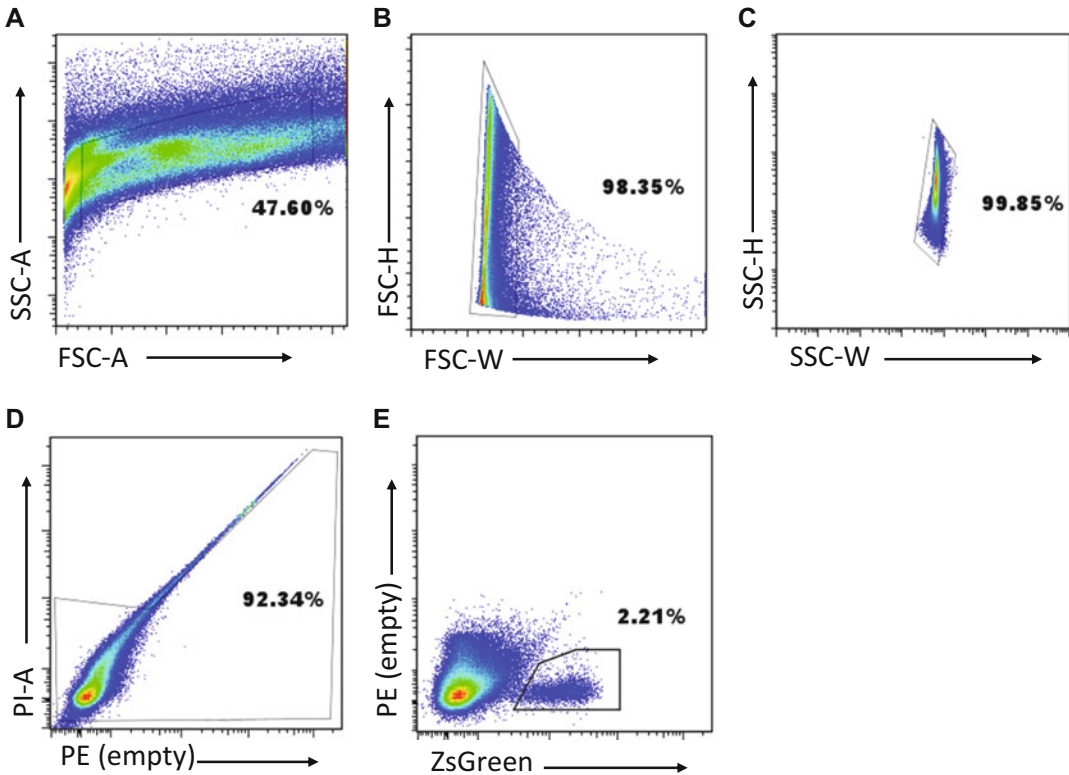 A
SSC-A
47.60%
FSC-A
B
FSC-H
98.35%
FSC-W
C
SSC-H
99.85%
SSC-W
D
PI-A
92.34%
PE (empty)
E
PE (empty)
2.21%
ZsGreen